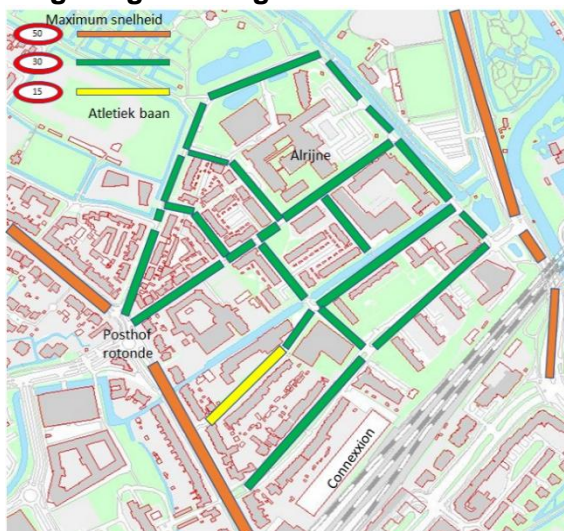 Maximum snelheid
50
30
15
Atletiek baan
Alrijne
Posthof
rotonde
Connexxion